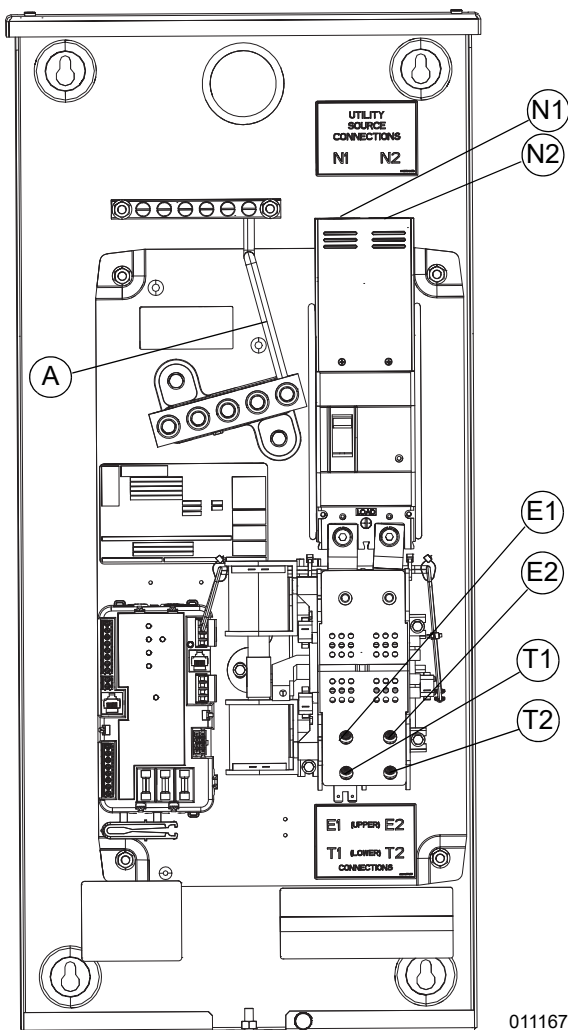 UTILITY
SOURCE
CONNECTIONS
N1 N2
N1
N2
A
LOAD
E1
E2
T1
T2
E1 (UPPER) E2
T1 (LOWER) T2
CONNECTIONS
011167